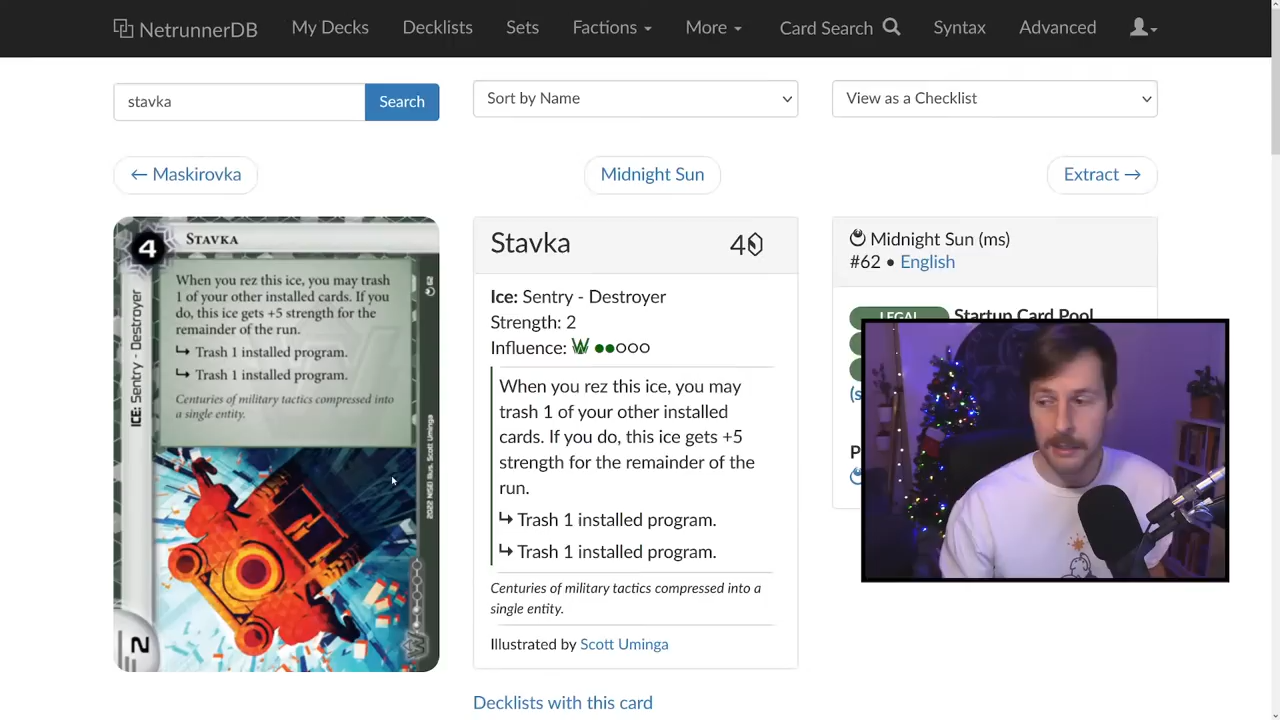 NetrunnerDB My Decks Decklists Sets Factions More Card Search Syntax Advanced
stavka Search Sort by Name View as a Checklist
← Maskirovka Midnight Sun Extract →
4 STAVKA
ICE: Sentry - Destroyer
When you rez this ice, you may trash
1 of your other installed cards. If you
do, this ice gets +5 strength for the
remainder of the run.
↳ Trash 1 installed program.
↳ Trash 1 installed program.
Centuries of military tactics compressed into
a single entity.
62
2022 NISEI Illus. Scott Uminga
2
Stavka 4
Ice: Sentry - Destroyer
Strength: 2
Influence:
When you rez this ice, you may
trash 1 of your other installed
cards. If you do, this ice gets +5
strength for the remainder of the
run.
↳ Trash 1 installed program.
↳ Trash 1 installed program.
Centuries of military tactics compressed into a
single entity.
Illustrated by Scott Uminga
Decklists with this card
Midnight Sun (ms)
#62 • English
LEGAL Startup Card Pool
(s
P